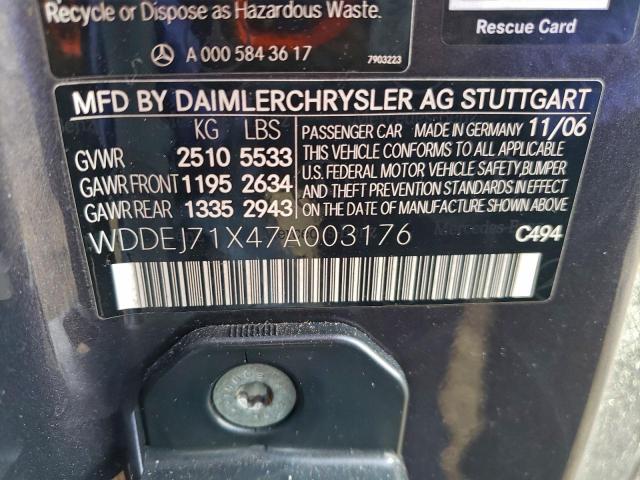 Recycle or Dispose as Hazardous Waste.
A 000 584 36 17
7903223
Rescue Card
MFD BY DAIMLERCHRYSLER AG STUTTGART
KG LBS
GVWR 2510 5533
GAWR FRONT 1195 2634
GAWR REAR 1335 2943
PASSENGER CAR MADE IN GERMANY 11/06
THIS VEHICLE CONFORMS TO ALL APPLICABLE
U.S. FEDERAL MOTOR VEHICLE SAFETY,BUMPER
AND THEFT PREVENTION STANDARDS IN EFFECT
ON THE DATE OF MANUFACTURE SHOWN ABOVE
WDDEJ71X47A003176
C494